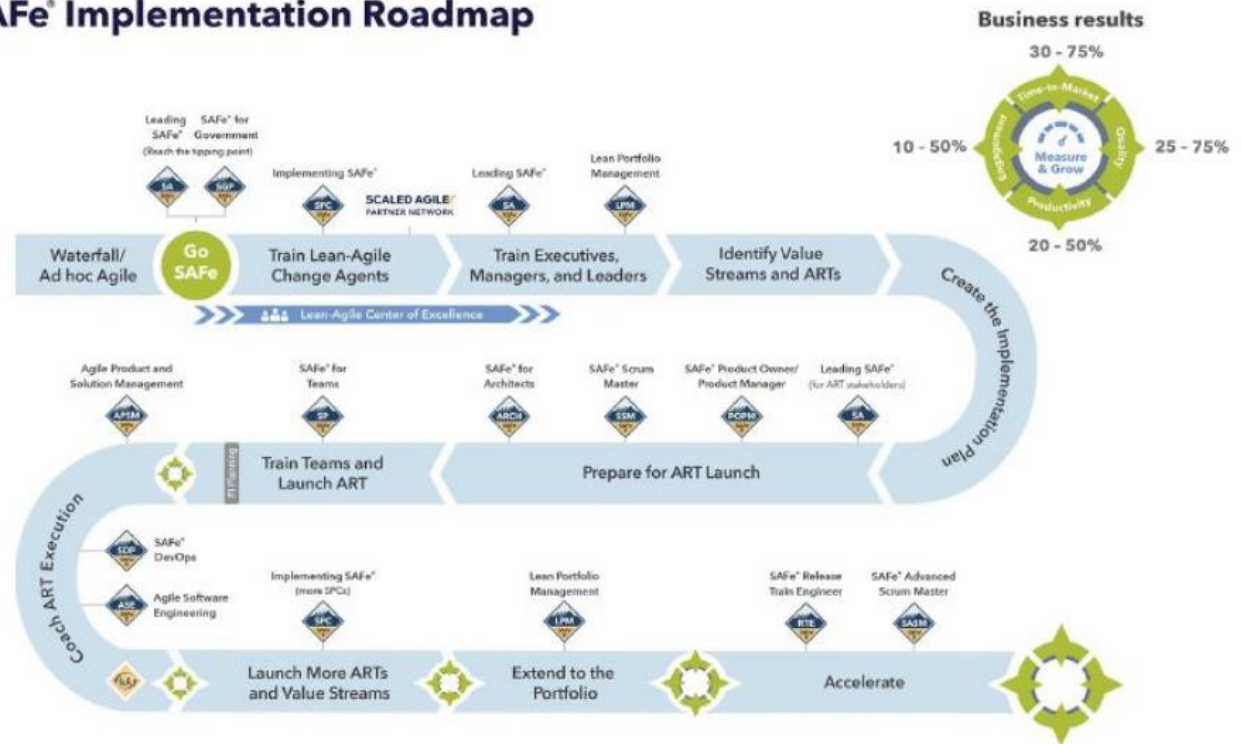 AFe® Implementation Roadmap
Business results
30 - 75%
Time-to-Market
10 - 50%
Engagement
Measure
& Grow
Quality
25 - 75%
Productivity
20 - 50%
Leading
SAFe®
SAFe® for
Government
(Reach the tipping point)
SA
SGP
Implementing SAFe®
SPC
SCALED AGILE
PARTNER NETWORK
Leading SAFe®
SA
Lean Portfolio
Management
LPM
Waterfall/
Ad hoc Agile
Go
SAFe
Train Lean-Agile
Change Agents
Train Executives,
Managers, and Leaders
Identify Value
Streams and ARTs
Lean-Agile Center of Excellence
Create the Implementation Plan
Agile Product and
Solution Management
APSM
SAFe® for
Teams
SP
SAFe® for
Architects
ARCH
SAFe® Scrum
Master
SSM
SAFe® Product Owner/
Product Manager
POPM
Leading SAFe®
(for ART stakeholders)
SA
PI Planning
Train Teams and
Launch ART
Prepare for ART Launch
Coach ART Execution
SDP
SAFe®
DevOps
ASE
Agile Software
Engineering
Implementing SAFe®
(more SPCs)
SPC
Lean Portfolio
Management
LPM
SAFe® Release
Train Engineer
RTE
SAFe® Advanced
Scrum Master
SASM
I&A
Launch More ARTs
and Value Streams
Extend to the
Portfolio
Accelerate